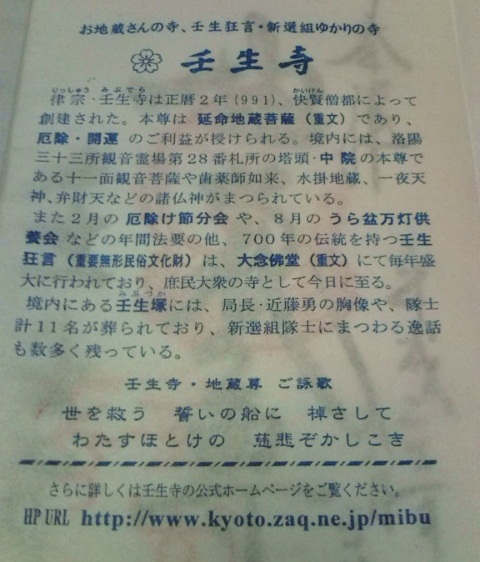 お地蔵さんの寺、壬生狂言・新選組ゆかりの寺
壬生寺
律宗・壬生寺は正暦2年(991)、快賢僧都によって
創建された。本尊は延命地蔵菩薩(重文)であり、
厄除・開運のご利益が授けられる。境内には、洛陽
三十三所観音霊場第28番札所の塔頭・中院の本尊で
ある十一面観音菩薩や歯薬師如来、水掛地蔵、一夜天
神、弁財天などの諸仏神がまつられている。
また2月の厄除け節分会や、8月のうら盆万灯供
養会などの年間法要の他、700年の伝統を持つ壬生
狂言(重要無形民俗文化財)は、大念佛堂(重文)にて毎年盛
大に行われており、庶民大衆の寺として今日に至る。
境内にある壬生塚には、局長・近藤勇の胸像や、隊士
計11名が葬られており、新選組隊士にまつわる逸話
も数多く残っている。
壬生寺・地蔵尊 ご詠歌
世を救う 誓いの船に 棹さして
わたすほとけの 慈悲ぞかしこき
さらに詳しくは壬生寺の公式ホームページをご覧ください。
HP URL http://www.kyoto.zaq.ne.jp/mibu